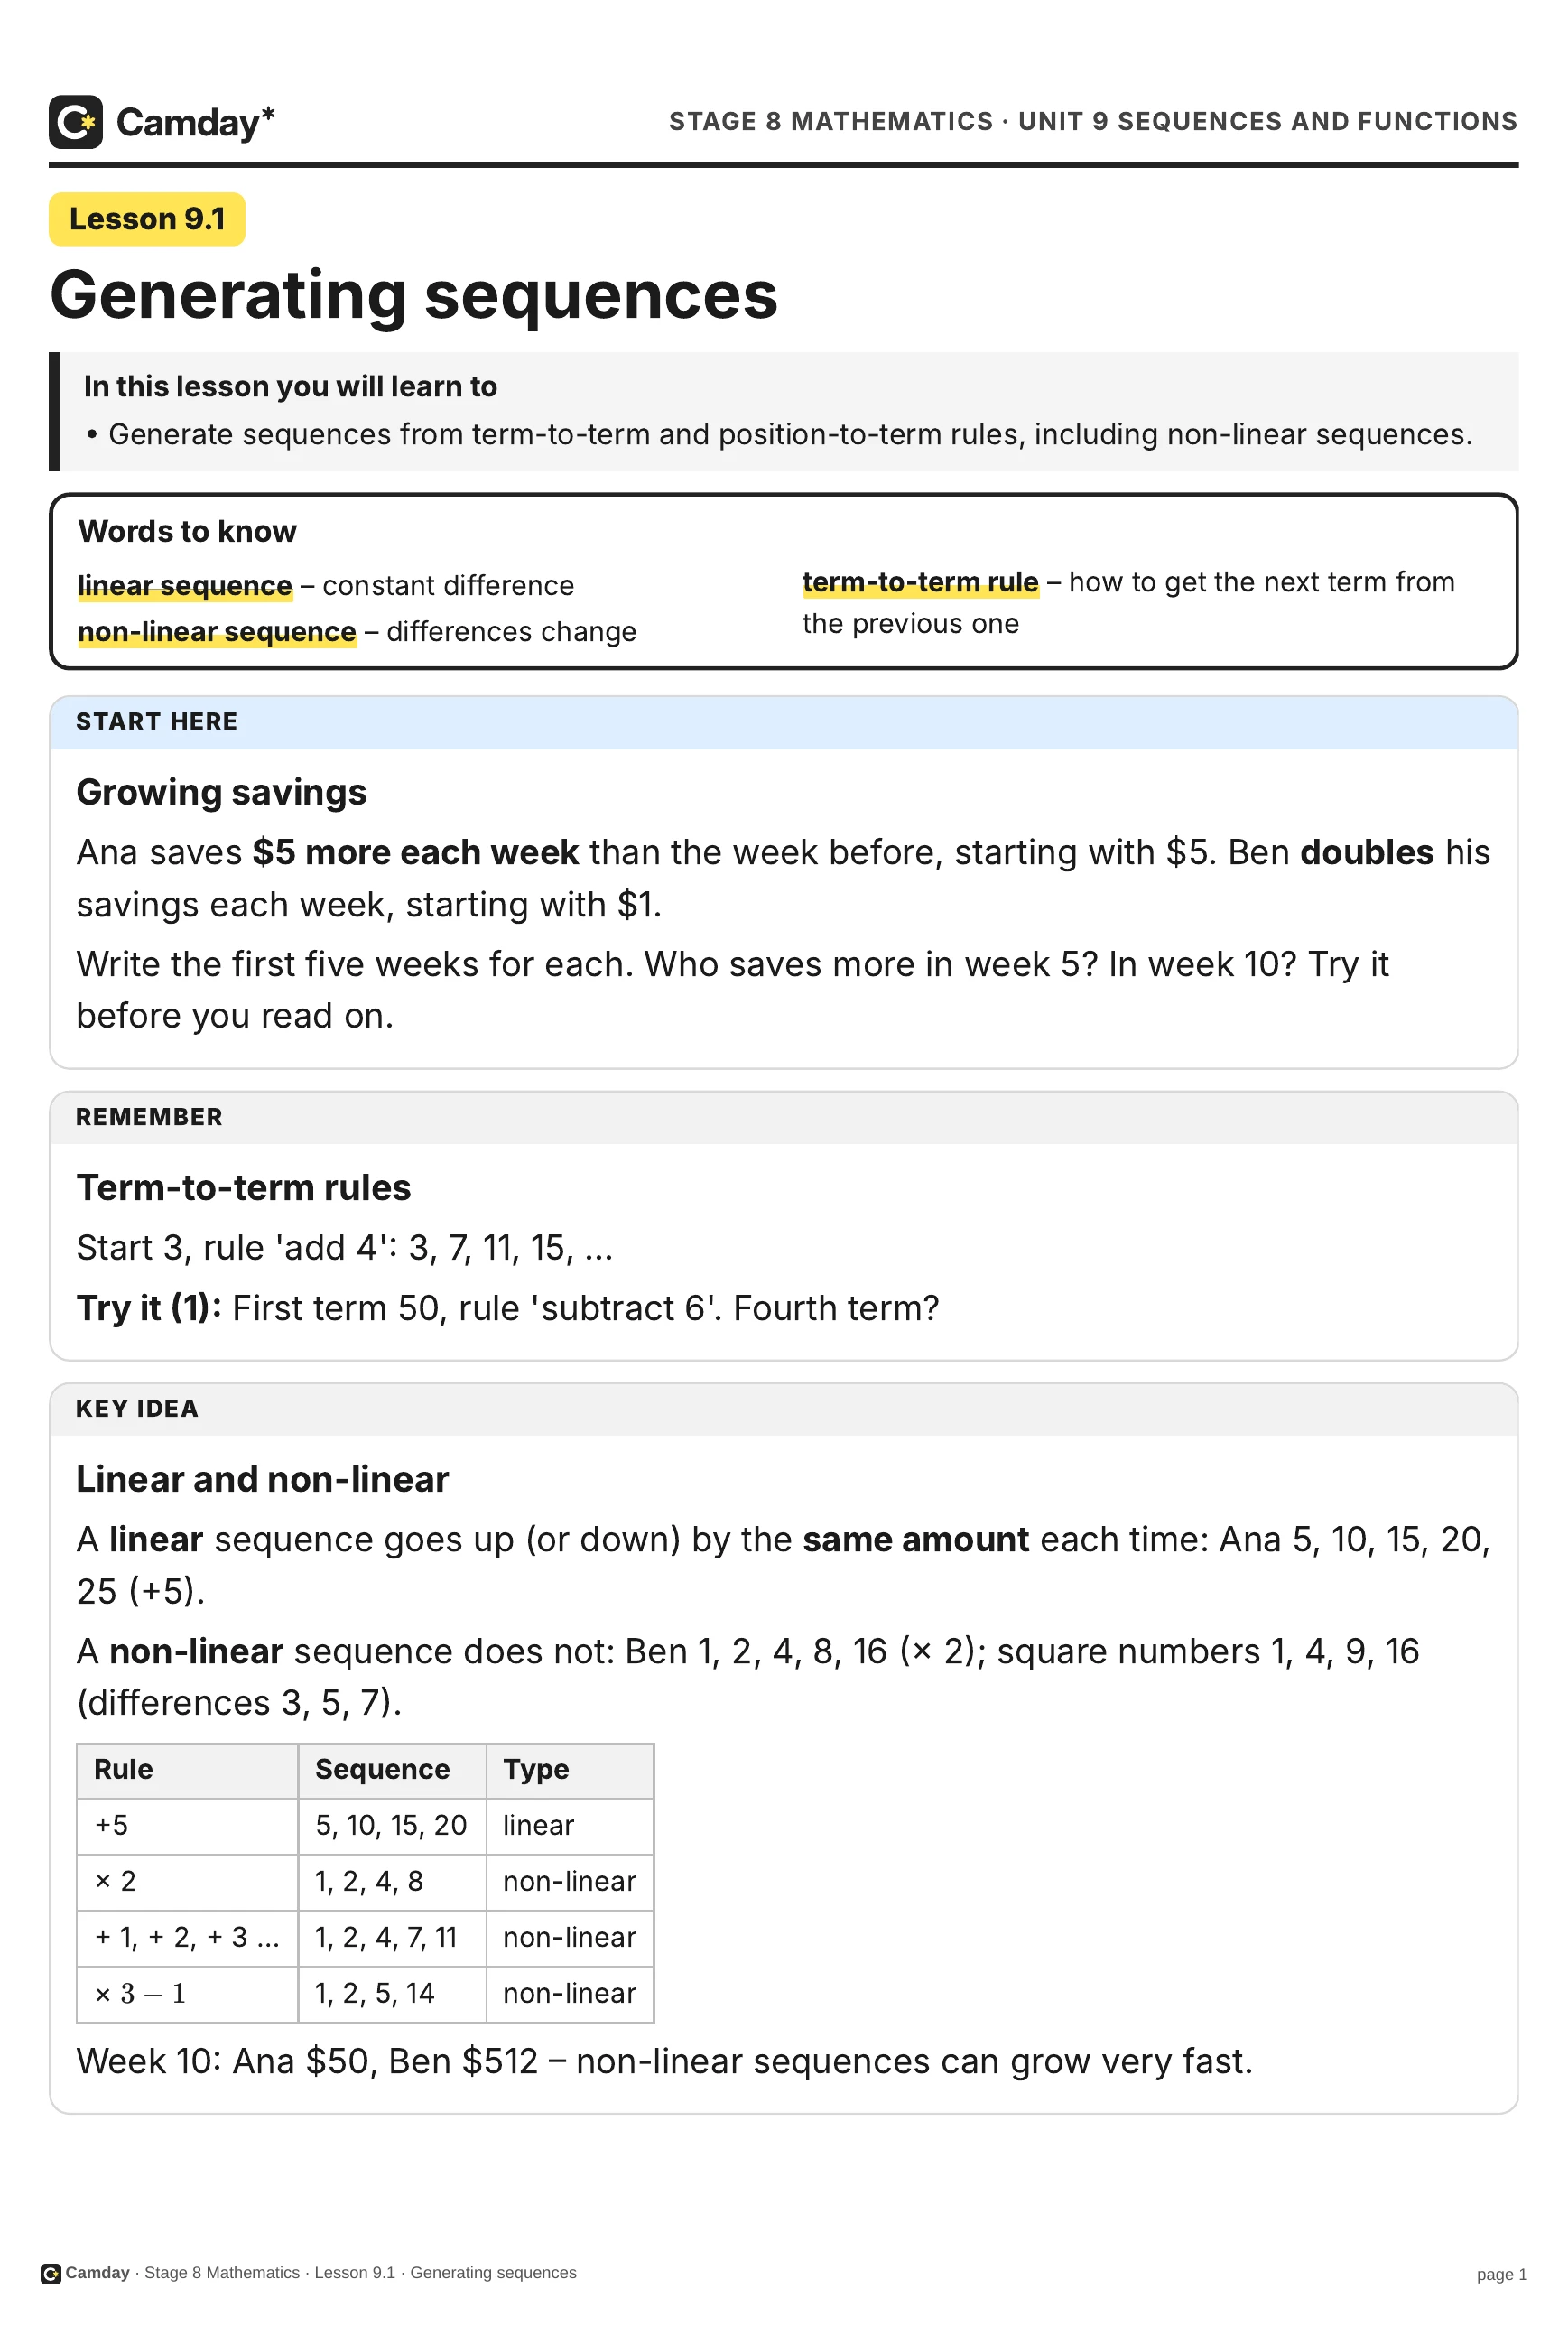 Camday*
STAGE 8 MATHEMATICS · UNIT 9 SEQUENCES AND FUNCTIONS
Lesson 9.1
Generating sequences
In this lesson you will learn to
• Generate sequences from term-to-term and position-to-term rules, including non-linear sequences.
Words to know
linear sequence – constant difference
non-linear sequence – differences change
term-to-term rule – how to get the next term from
the previous one
START HERE
Growing savings
Ana saves $5 more each week than the week before, starting with $5. Ben doubles his
savings each week, starting with $1.
Write the first five weeks for each. Who saves more in week 5? In week 10? Try it
before you read on.
REMEMBER
Term-to-term rules
Start 3, rule 'add 4': 3, 7, 11, 15, ...
Try it (1): First term 50, rule 'subtract 6'. Fourth term?
KEY IDEA
Linear and non-linear
A linear sequence goes up (or down) by the same amount each time: Ana 5, 10, 15, 20,
25 (+5).
A non-linear sequence does not: Ben 1, 2, 4, 8, 16 (× 2); square numbers 1, 4, 9, 16
(differences 3, 5, 7).
Rule Sequence Type
+5 5, 10, 15, 20 linear
× 2 1, 2, 4, 8 non-linear
+ 1, + 2, + 3 ... 1, 2, 4, 7, 11 non-linear
× 3 − 1 1, 2, 5, 14 non-linear
Week 10: Ana $50, Ben $512 – non-linear sequences can grow very fast.
Camday · Stage 8 Mathematics · Lesson 9.1 · Generating sequences
page 1